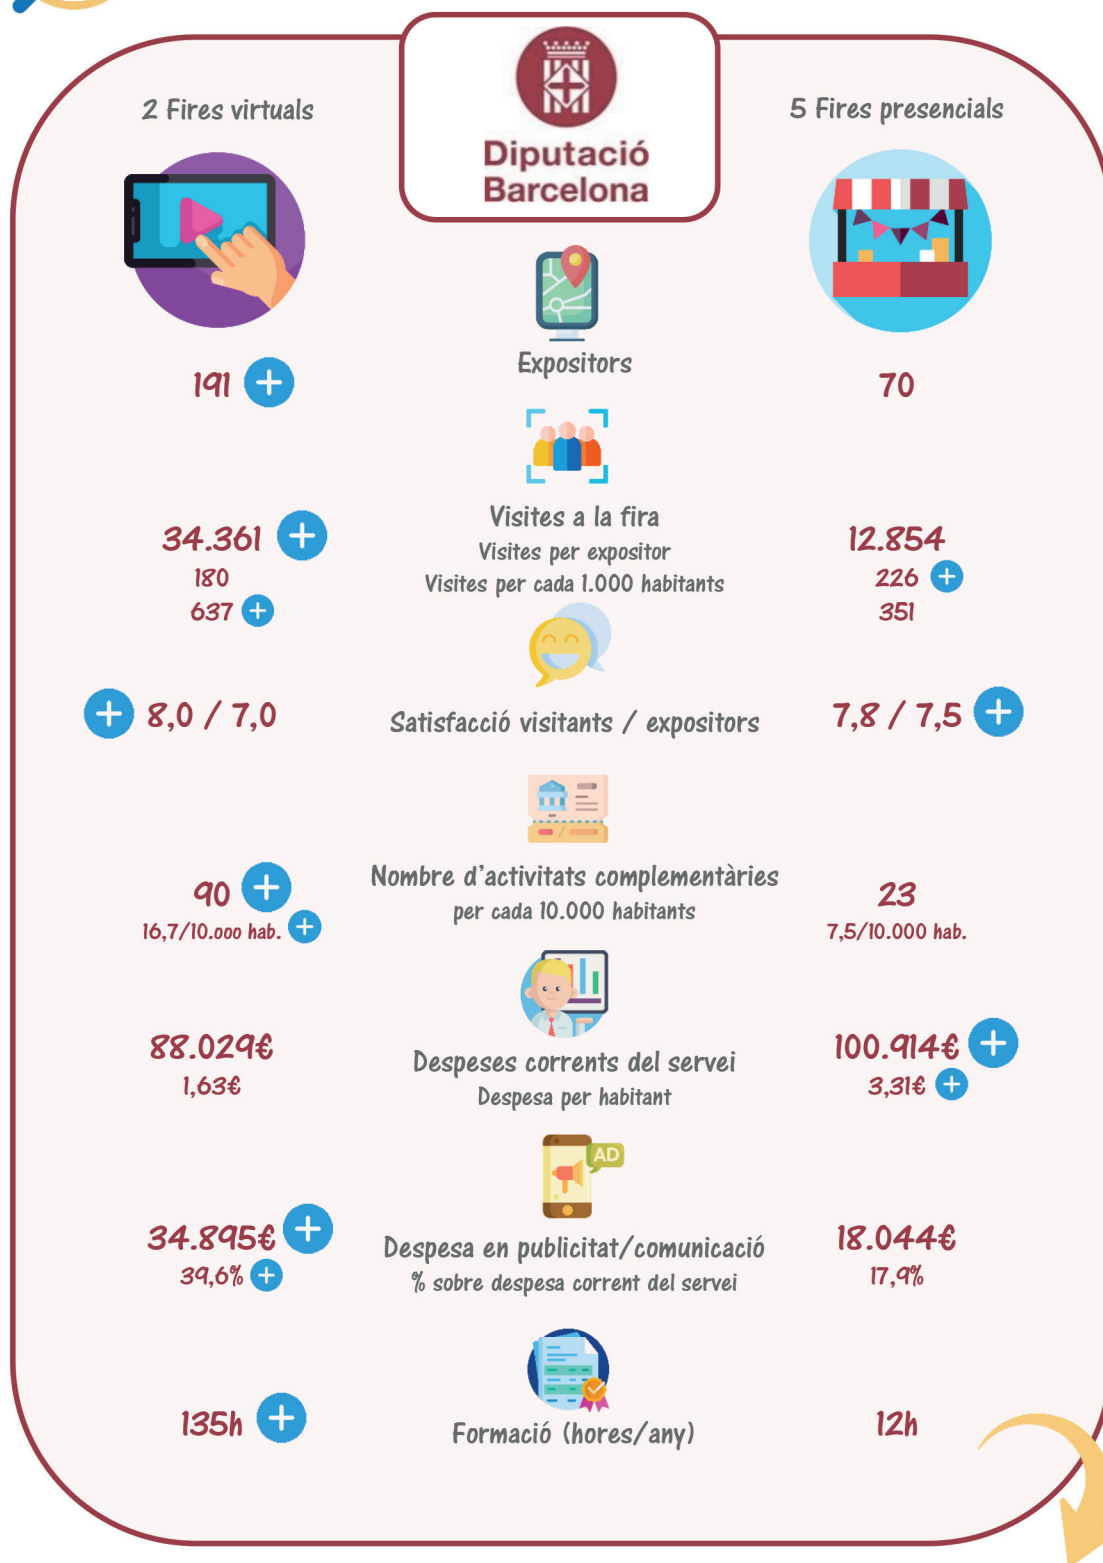 2 Fires virtuals
Diputació
Barcelona
5 Fires presencials
Expositors
191
70
Visites a la fira
34.361
12.854
Visites per expositor
180
226
Visites per cada 1.000 habitants
637
351
8,0 / 7,0
Satisfacció visitants / expositors
7,8 / 7,5
Nombre d'activitats complementàries
90
23
per cada 10.000 habitants
16,7/10.000 hab.
7,5/10.000 hab.
88.029€
Despeses corrents del servei
100.914€
1,63€
Despesa per habitant
3,31€
AD
34.895€
Despesa en publicitat/comunicació
18.044€
39,6%
% sobre despesa corrent del servei
17,9%
135h
Formació (hores/any)
12h